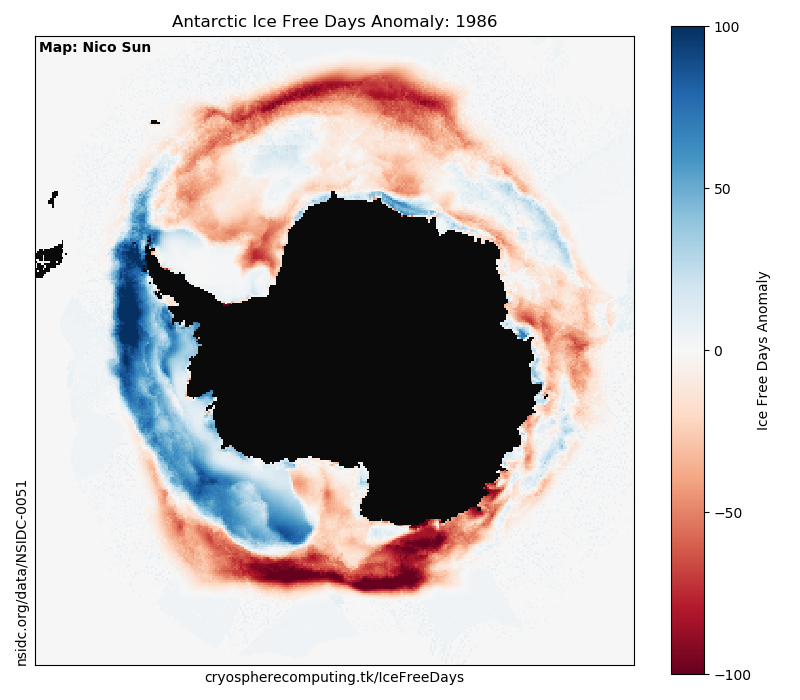 Antarctic Ice Free Days Anomaly: 1986
Map: Nico Sun
100
50
0
−50
−100
Ice Free Days Anomaly
nsidc.org/data/NSIDC-0051
cryospherecomputing.tk/IceFreeDays